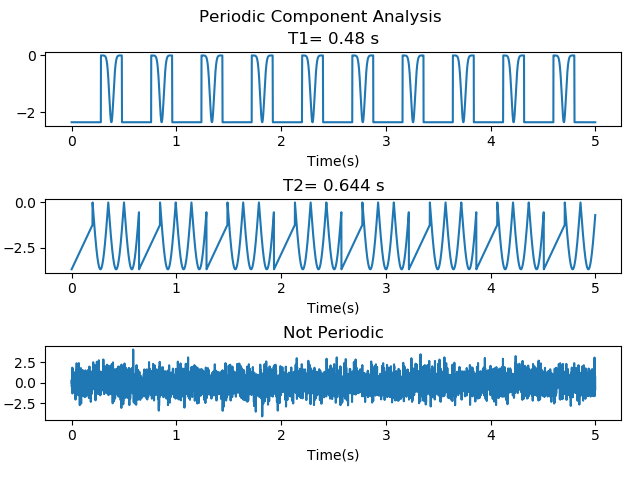 Periodic Component Analysis
T1= 0.48 s
0
−2
0 1 2 3 4 5
Time(s)
T2= 0.644 s
0.0
−2.5
0 1 2 3 4 5
Time(s)
Not Periodic
2.5
0.0
−2.5
0 1 2 3 4 5
Time(s)